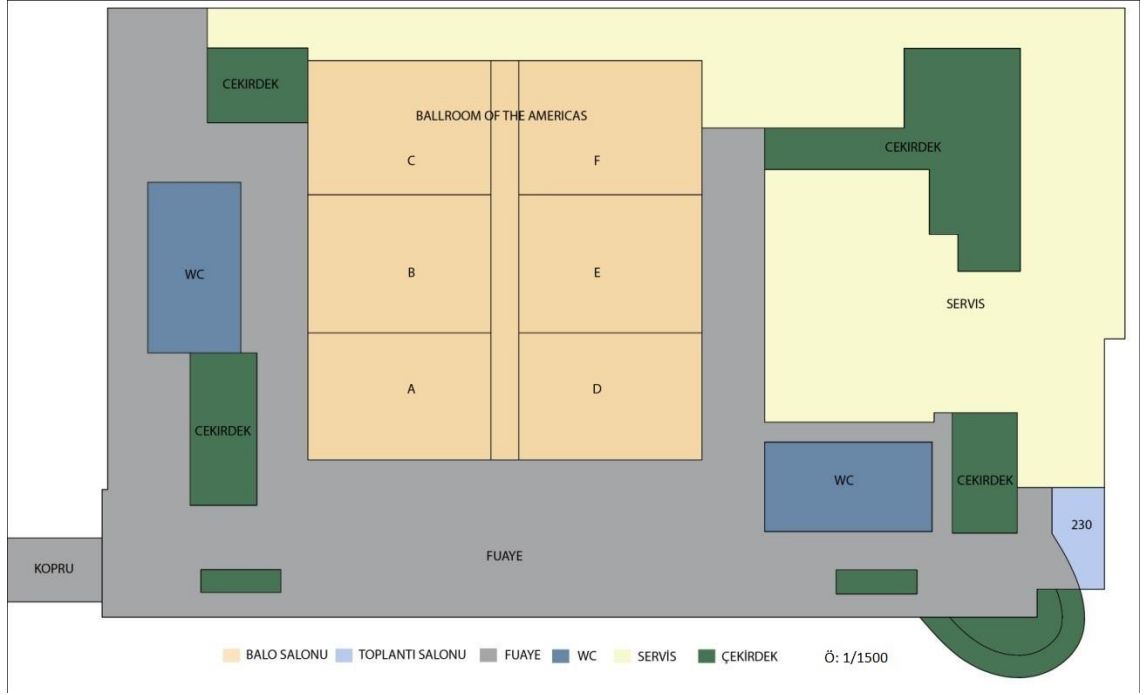 CEKIRDEK
BALLROOM OF THE AMERICAS
CEKIRDEK
C
F
WC
B
E
SERVIS
A
D
CEKIRDEK
WC
CEKIRDEK
230
FUAYE
KOPRU
BALO SALONU TOPLANTI SALONU FUAYE WC SERVİS ÇEKİRDEK Ö: 1/1500